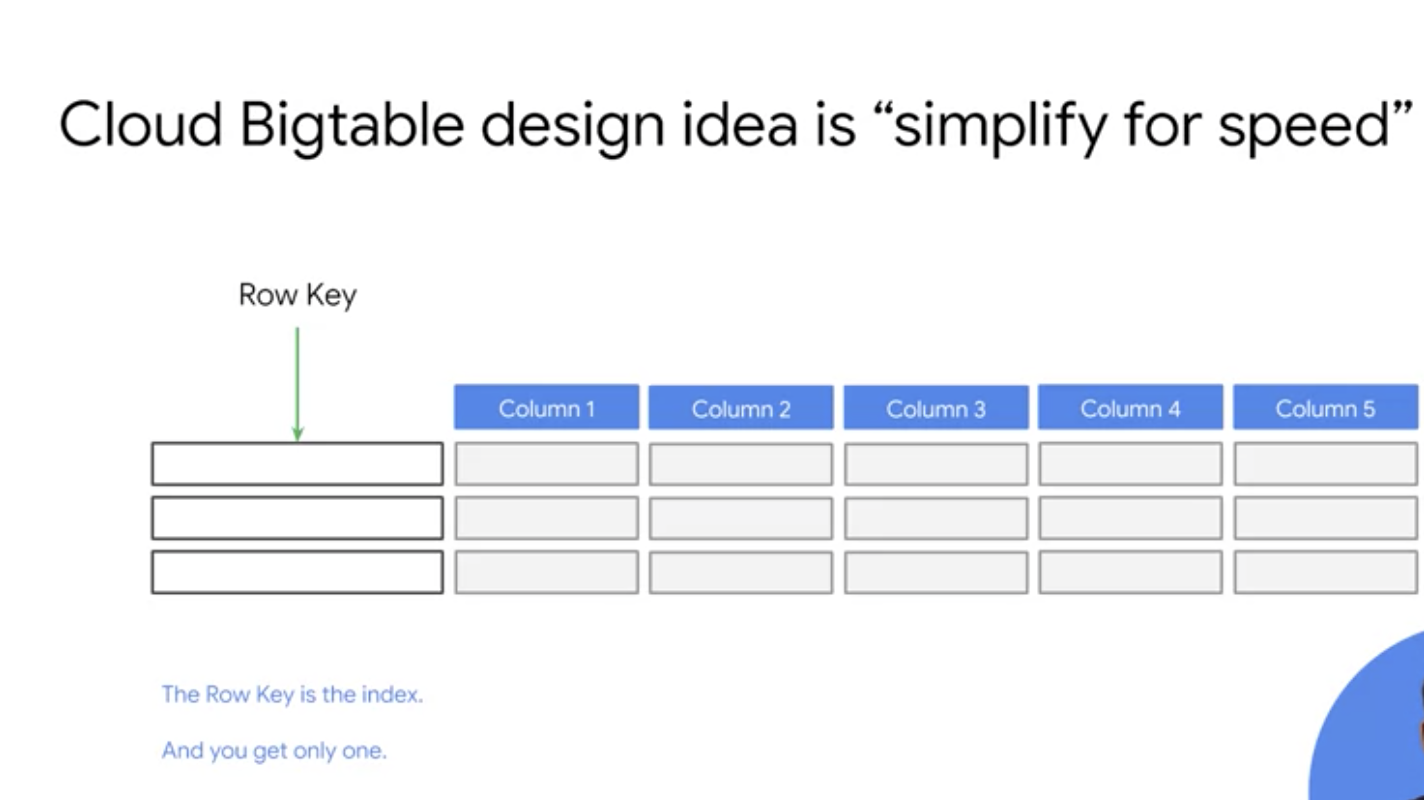 Cloud Bigtable design idea is “simplify for speed”
Row Key
Column 1 Column 2 Column 3 Column 4 Column 5
The Row Key is the index.
And you get only one.